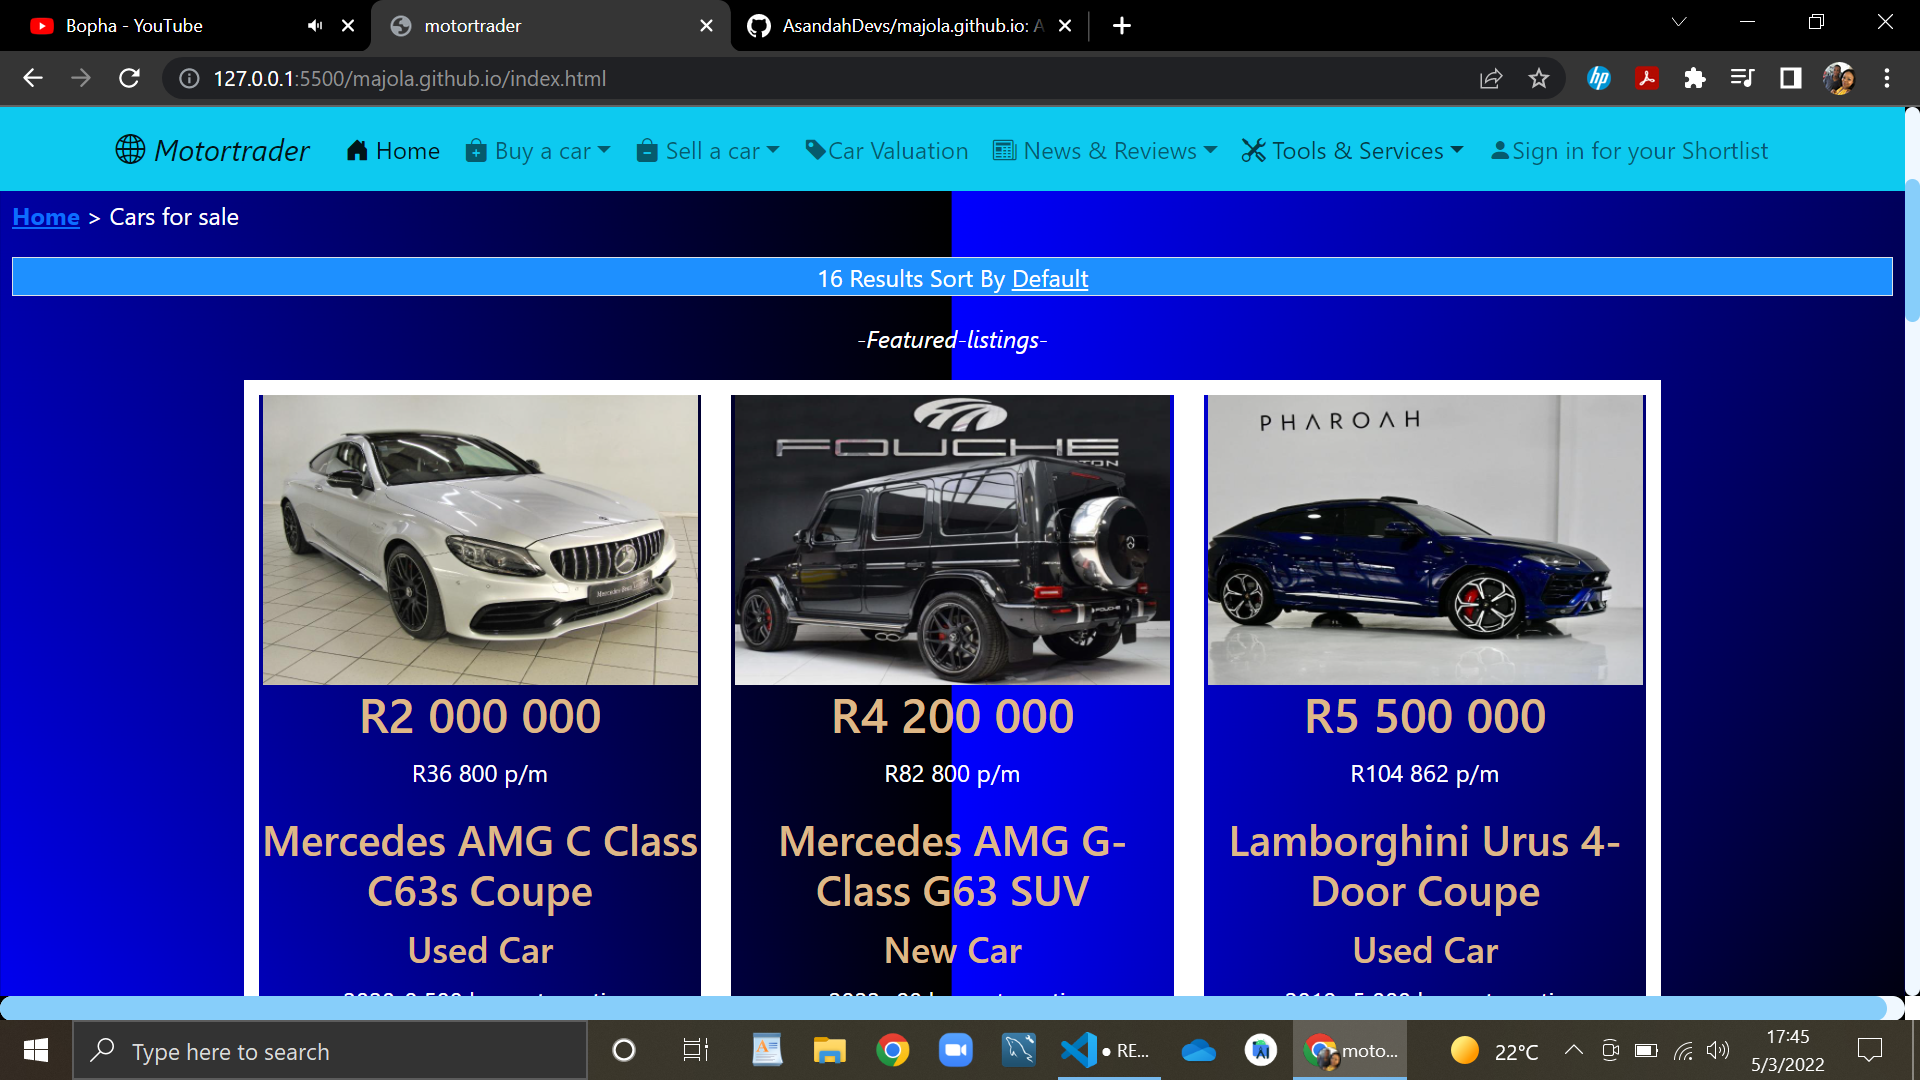 Bopha - YouTube
motortrader
AsandahDevs/majola.github.io: A
127.0.0.1:5500/majola.github.io/index.html
Motortrader
Home
Buy a car
Sell a car
Car Valuation
News & Reviews
Tools & Services
Sign in for your Shortlist
Home > Cars for sale
16 Results Sort By Default
-Featured-listings-
FOUCHE
FOUCHE
PHAROAH
R2 000 000
R4 200 000
R5 500 000
R36 800 p/m
R82 800 p/m
R104 862 p/m
Mercedes AMG C Class
C63s Coupe
Mercedes AMG G-
Class G63 SUV
Lamborghini Urus 4-
Door Coupe
Used Car
New Car
Used Car
Type here to search
RE...
moto...
22°C
17:45
5/3/2022